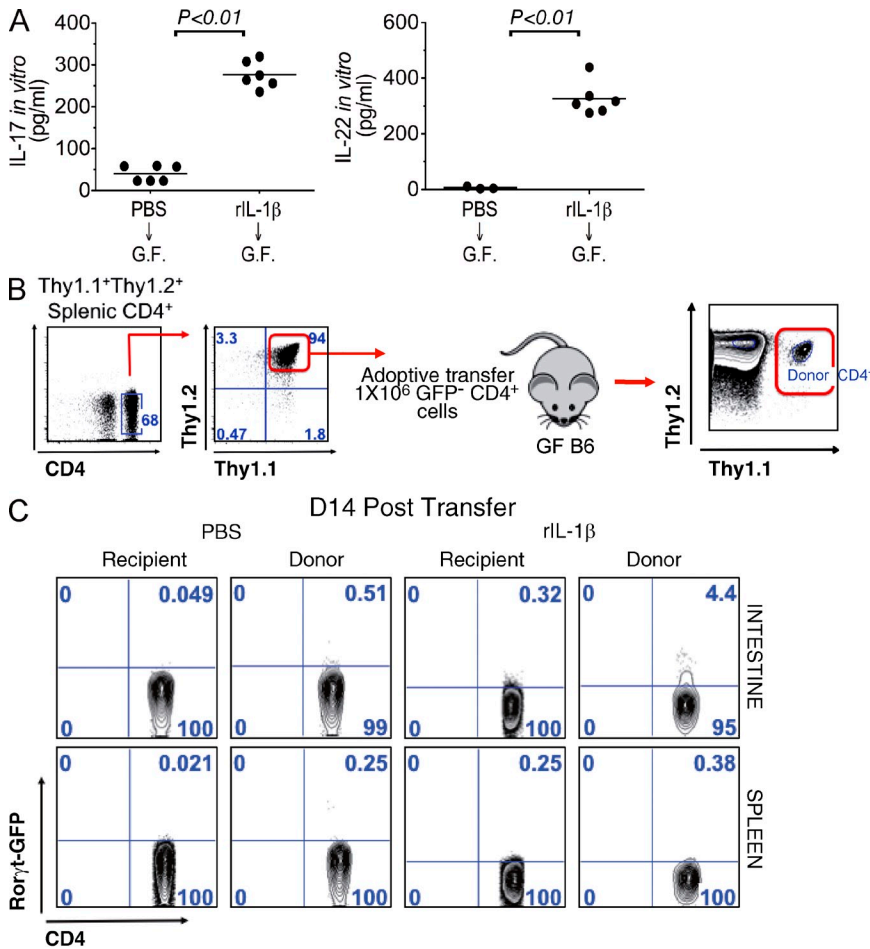 A
400
300
200
100
0
IL-17 in vitro
(pg/ml)
P<0.01
PBS
rIL-1β
↓
↓
G.F.
G.F.
600
400
200
0
IL-22 in vitro
(pg/ml)
P<0.01
PBS
rIL-1β
↓
↓
G.F.
G.F.
B
Thy1.1+Thy1.2+
Splenic CD4+
68
CD4
3.3
94
0.47
1.8
Thy1.2
Thy1.1
Adoptive transfer
1X10⁶ GFP⁻ CD4⁺
cells
GF B6
Thy1.2
Donor CD4⁺
Thy1.1
C
D14 Post Transfer
PBS
rIL-1β
Recipient
Donor
Recipient
Donor
0 0.049
0 0.51
0 0.32
0 4.4
0 100
0 99
0 100
0 95
INTESTINE
0 0.021
0 0.25
0 0.25
0 0.38
0 100
0 100
0 100
0 100
SPLEEN
Rorγt-GFP
CD4